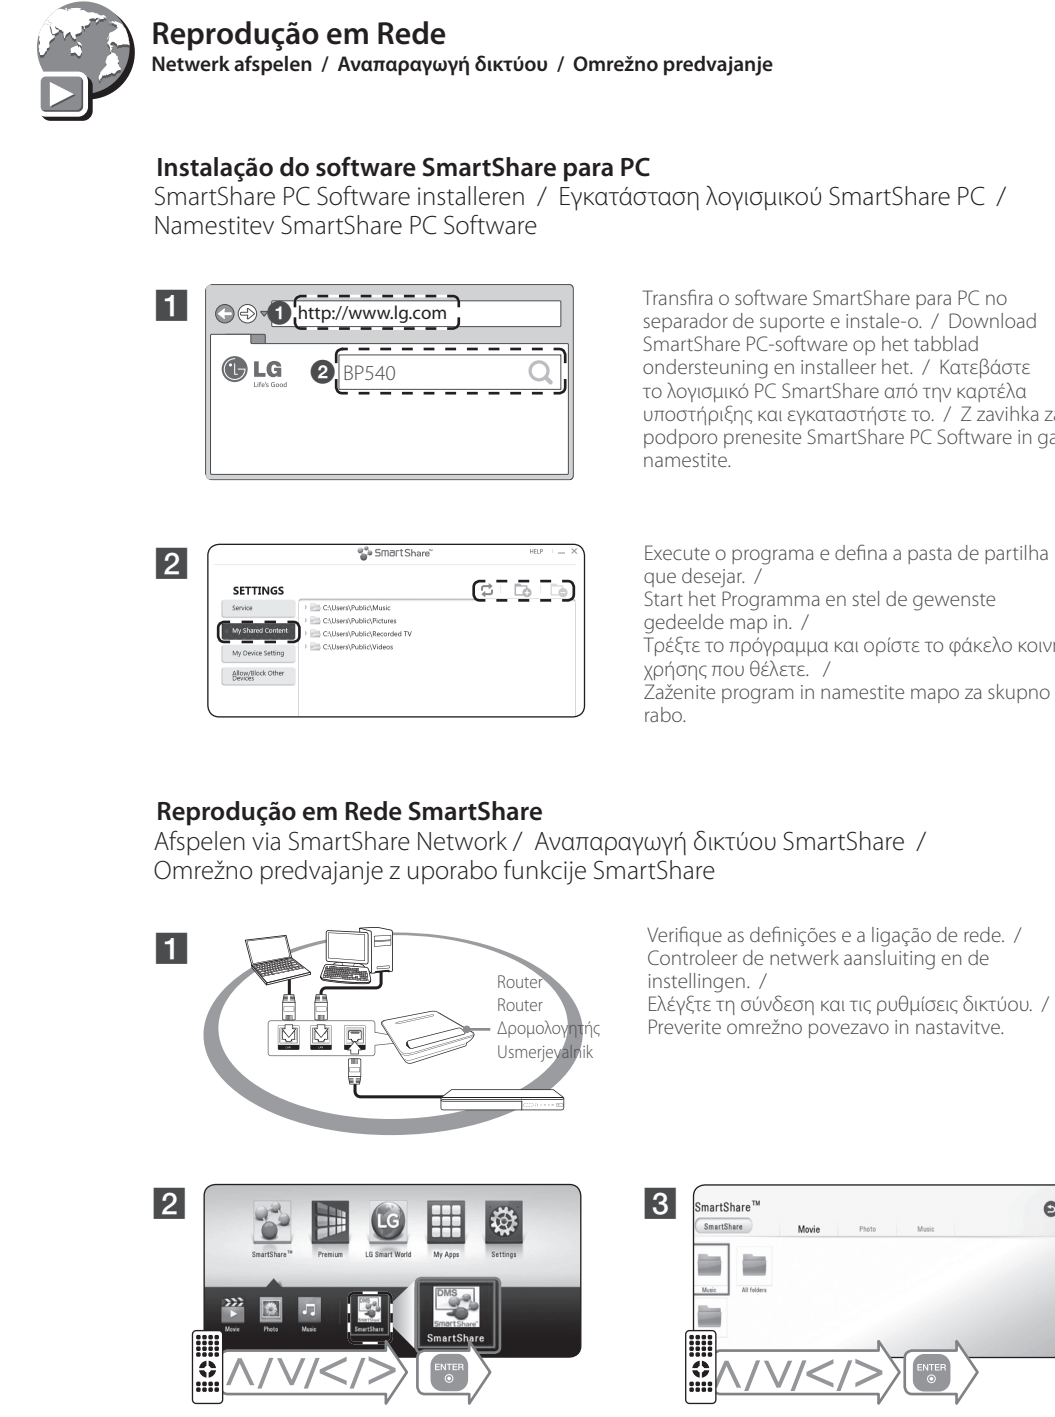 Reprodução em Rede
Netwerk afspelen / Αναπαραγωγή δικτύου / Omrežno predvajanje
Instalação do software SmartShare para PC
SmartShare PC Software installeren / Εγκατάσταση λογισμικού SmartShare PC /
Namestitev SmartShare PC Software
1
1 http://www.lg.com
LG
Life's Good
2 BP540
Transfira o software SmartShare para PC no
separador de suporte e instale-o. / Download
SmartShare PC-software op het tabblad
ondersteuning en installeer het. / Κατεβάστε
το λογισμικό PC SmartShare από την καρτέλα
υποστήριξης και εγκαταστήστε το. / Z zavihka za
podporo prenesite SmartShare PC Software in ga
namestite.
2
SmartShare™
HELP
SETTINGS
Service
My Shared Content
My Device Setting
Allow/Block Other
Devices
C:\Users\Public\Music
C:\Users\Public\Pictures
C:\Users\Public\Recorded TV
C:\Users\Public\Videos
Execute o programa e defina a pasta de partilha
que desejar. /
Start het Programma en stel de gewenste
gedeelde map in. /
Τρέξτε το πρόγραμμα και ορίστε το φάκελο κοινή
χρήσης που θέλετε. /
Zaženite program in namestite mapo za skupno
rabo.
Reprodução em Rede SmartShare
Afspelen via SmartShare Network / Αναπαραγωγή δικτύου SmartShare /
Omrežno predvajanje z uporabo funkcije SmartShare
1
Router
Router
Δρομολογητής
Usmerjevalnik
Verifique as definições e a ligação de rede. /
Controleer de netwerk aansluiting en de
instellingen. /
Ελέγξτε τη σύνδεση και τις ρυθμίσεις δικτύου. /
Preverite omrežno povezavo in nastavitve.
2
SmartShare™
Premium
LG
LG Smart World
My Apps
Settings
Movie
Photo
Music
SmartShare
DMS
SmartShare
SmartShare
ENTER
3
SmartShare™
SmartShare
Movie
Photo
Music
Music
All folders
ENTER